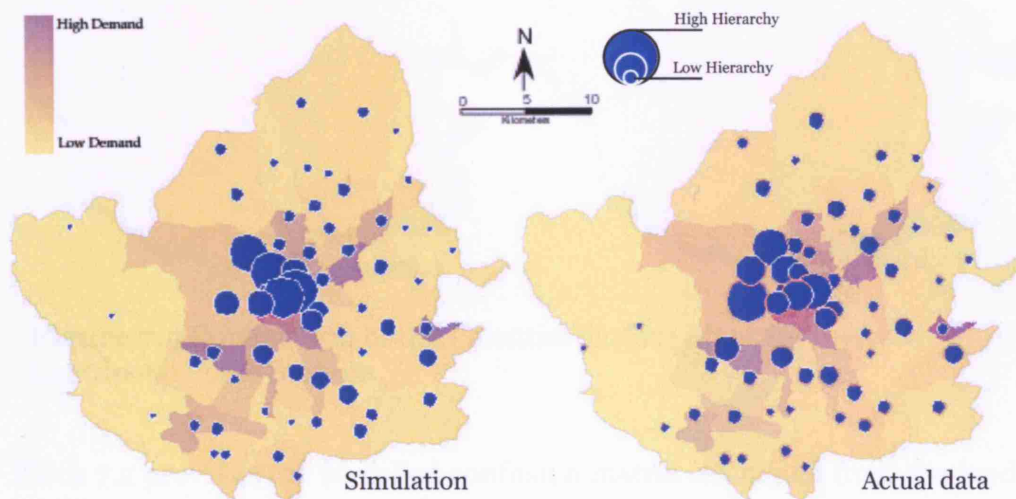 High Demand
Low Demand
N
0 5 10
Kilometers
High Hierarchy
Low Hierarchy
Simulation
Actual data